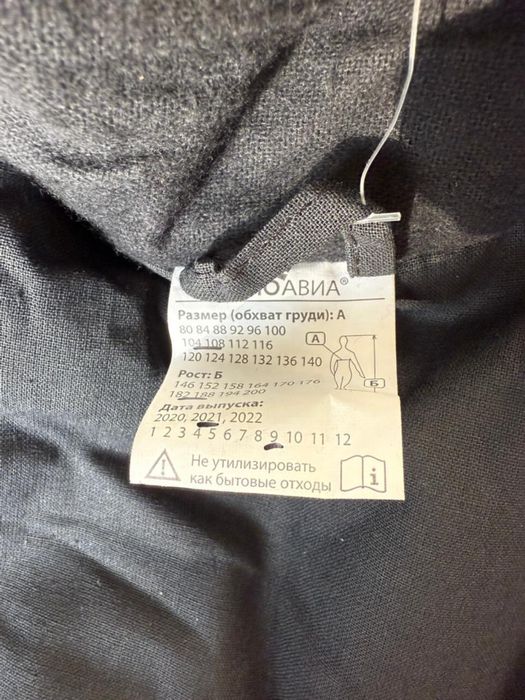 АВИА®
Размер (обхват груди): А
80 84 88 92 96 100
104 108 112 116
120 124 128 132 136 140
А
Б
Рост: Б
146 152 158 164 170 176
182 188 194 200
Дата выпуска:
2020, 2021, 2022
1 2 3 4 5 6 7 8 9 10 11 12
Не утилизировать
как бытовые отходы
i